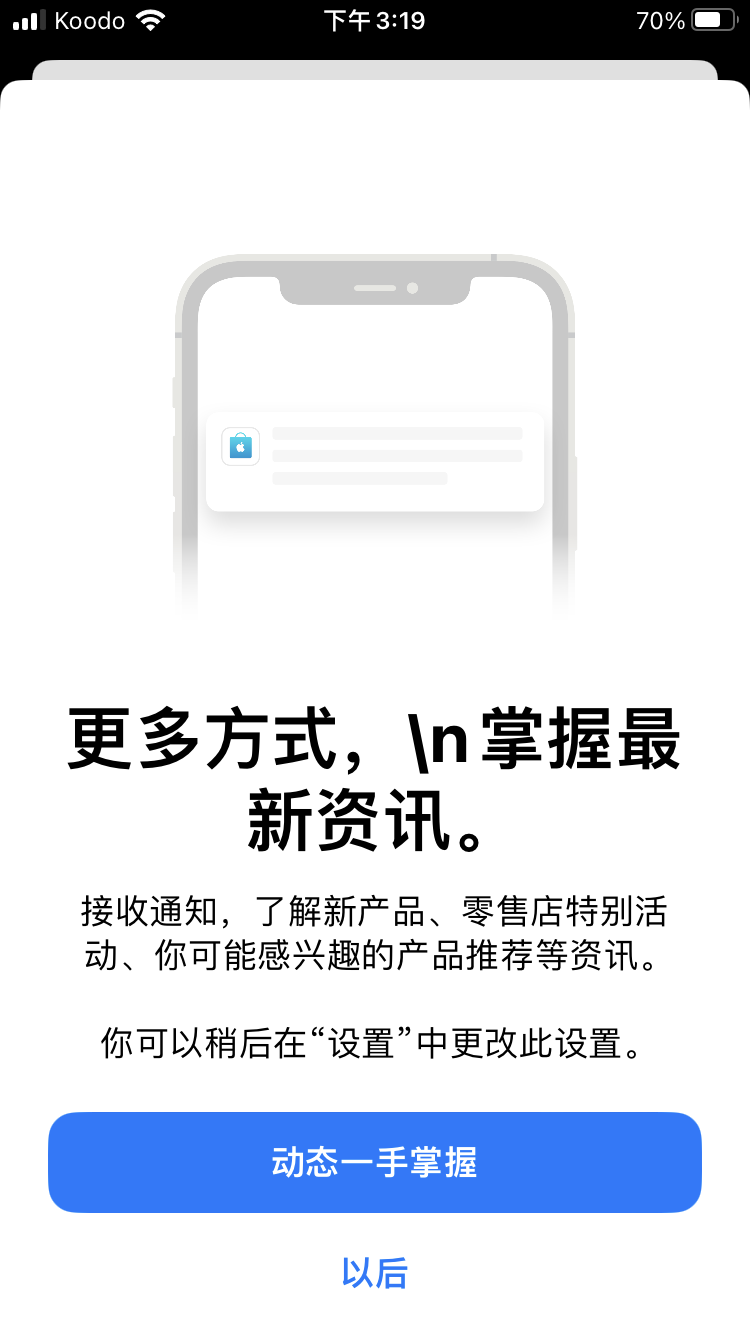 Koodo 下午3:19 70%
更多方式，\n掌握最
新资讯。
接收通知，了解新产品、零售店特别活
动、你可能感兴趣的产品推荐等资讯。
你可以稍后在“设置”中更改此设置。
动态一手掌握
以后